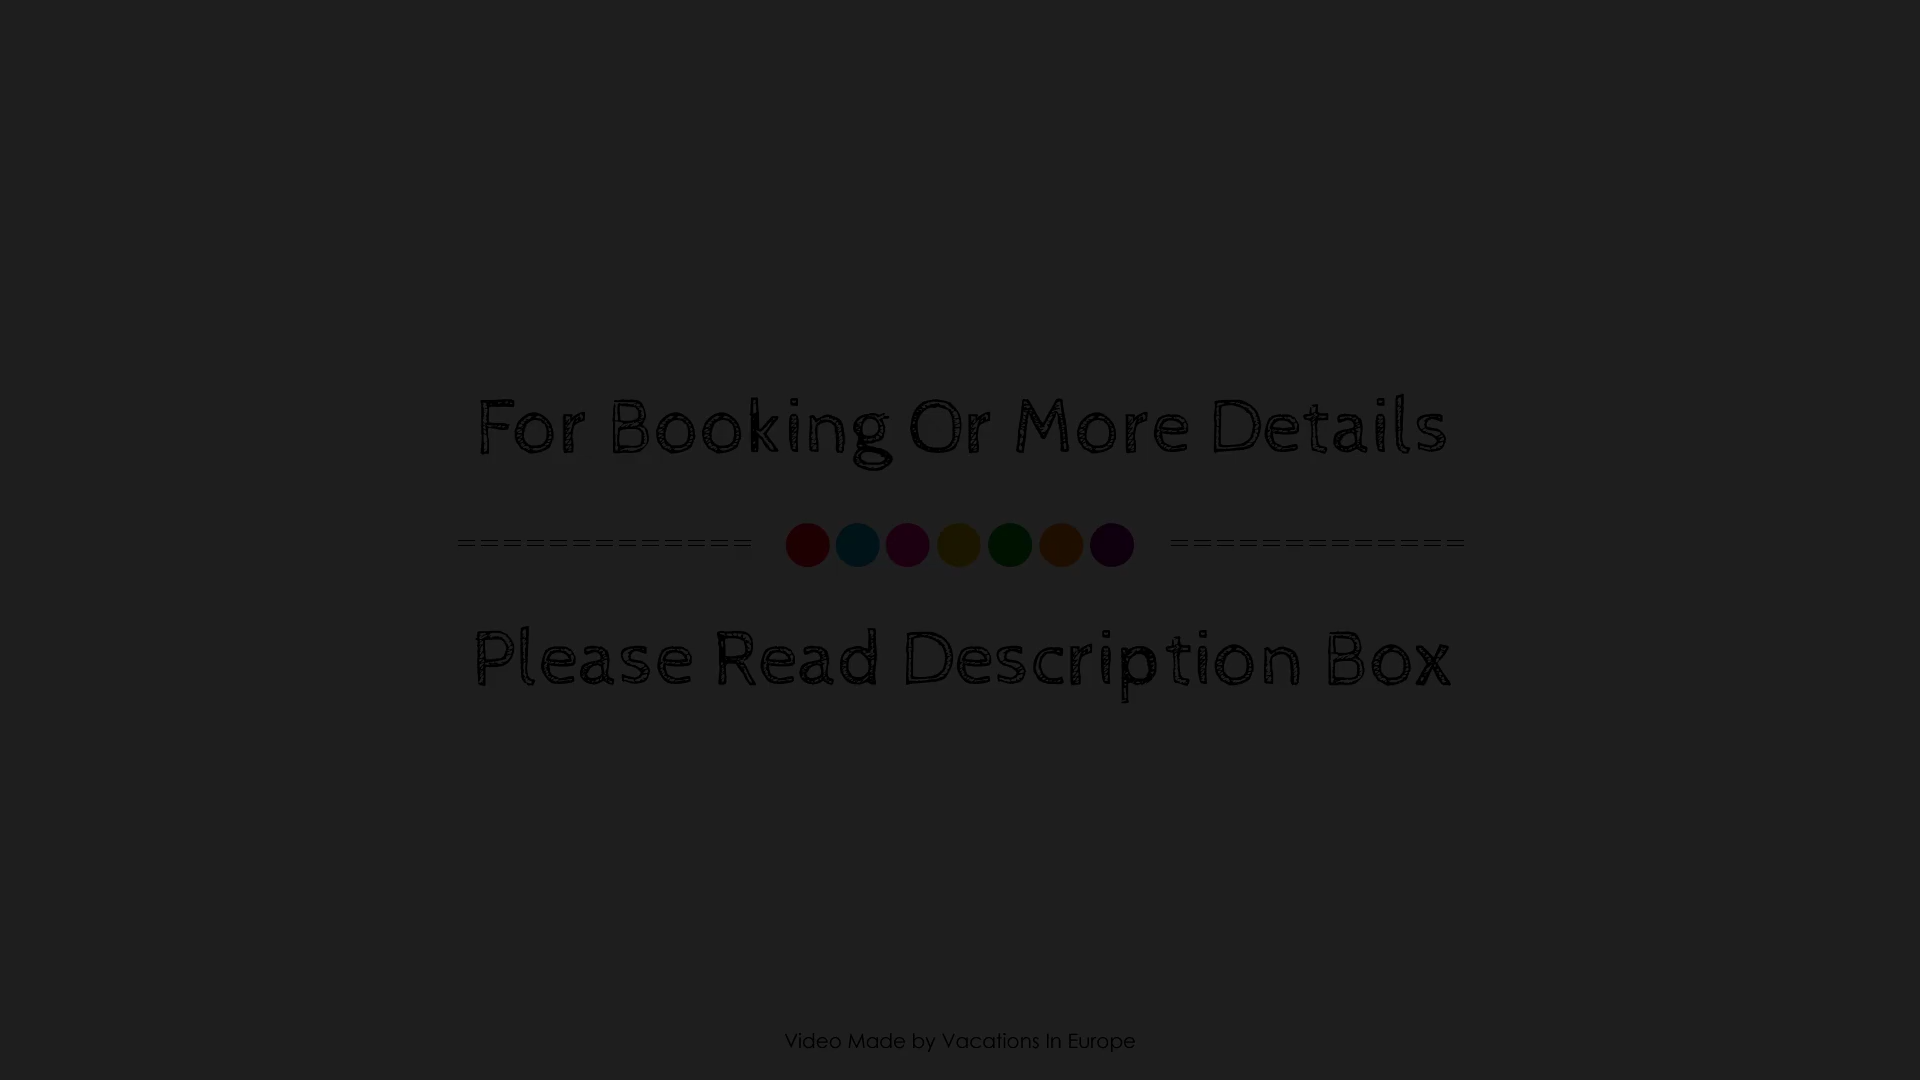 For Booking Or More Details
============= =============
Please Read Description Box
Video Made by Vacations In Europe